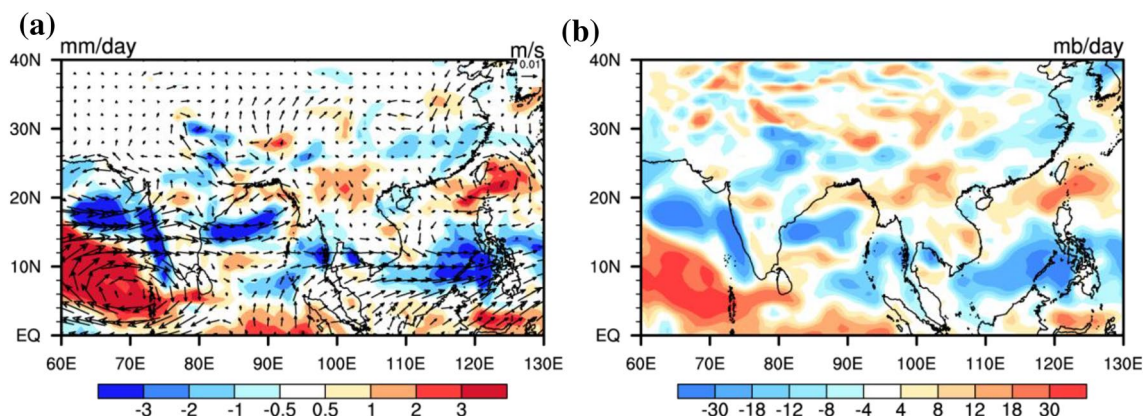 (a)
mm/day
m/s
0.01
40N
30N
20N
10N
EQ
60E 70E 80E 90E 100E 110E 120E 130E
-3 -2 -1 -0.5 0.5 1 2 3
(b)
mb/day
40N
30N
20N
10N
EQ
60E 70E 80E 90E 100E 110E 120E 130E
-30 -18 -12 -8 -4 4 8 12 18 30